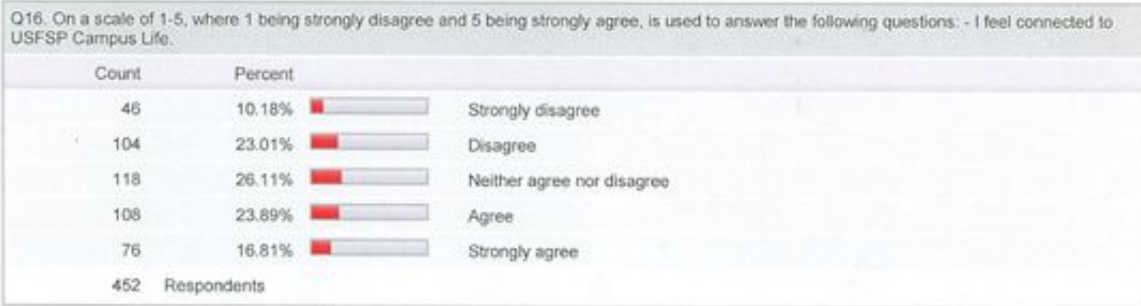 Q16. On a scale of 1-5, where 1 being strongly disagree and 5 being strongly agree, is used to answer the following questions: - I feel connected to
USFSP Campus Life.
Count Percent
46 10.18% Strongly disagree
104 23.01% Disagree
118 26.11% Neither agree nor disagree
108 23.89% Agree
76 16.81% Strongly agree
452 Respondents